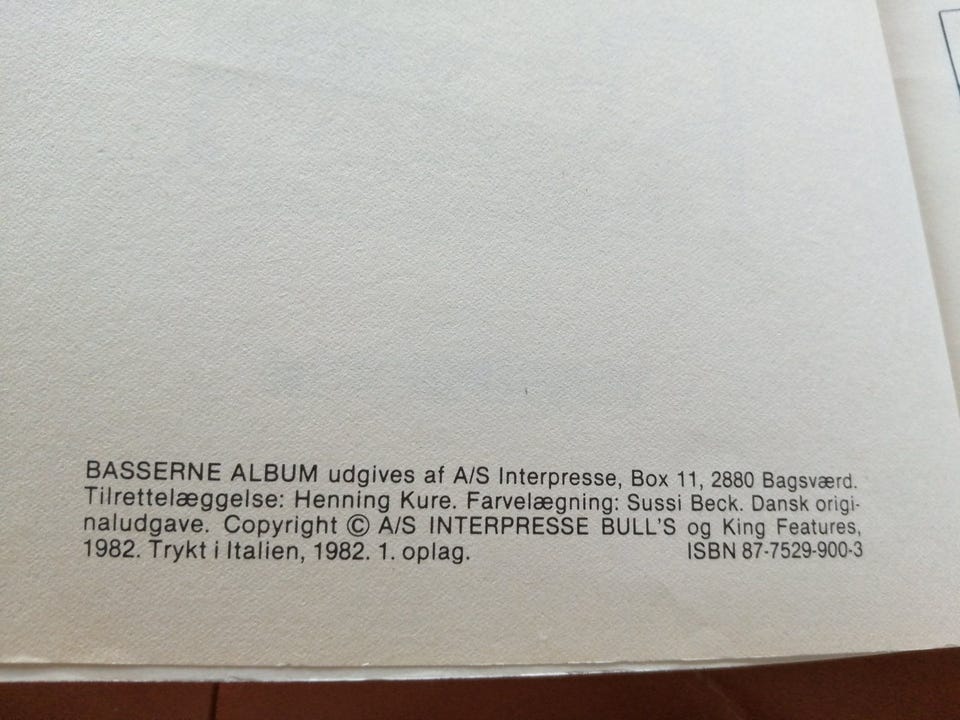 BASSERNE ALBUM udgives af A/S Interpresse, Box 11, 2880 Bagsværd.
Tilrettelæggelse: Henning Kure. Farvelægning: Sussi Beck. Dansk origi-
naludgave. Copyright © A/S INTERPRESSE BULL'S og King Features,
1982. Trykt i Italien, 1982. 1. oplag. ISBN 87-7529-900-3